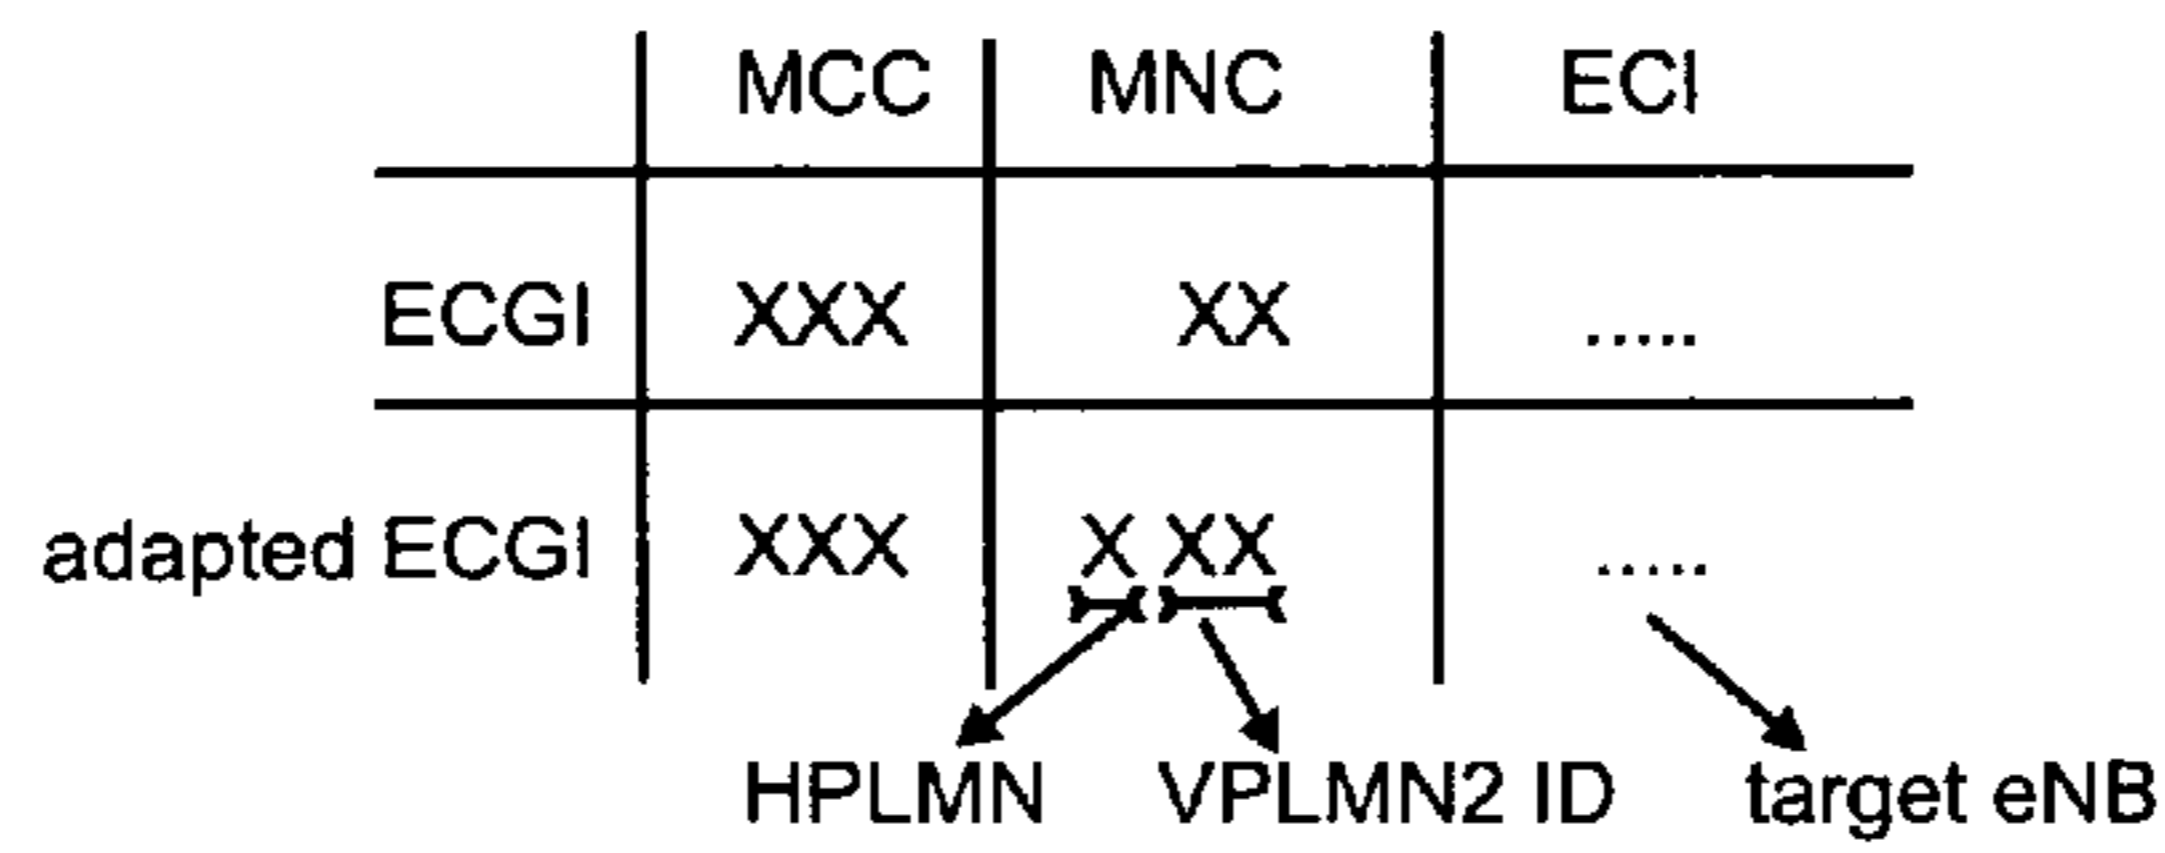 MCC MNC ECI
ECGI XXX XX .....
adapted ECGI XXX X XX .....
HPLMN VPLMN2 ID target eNB